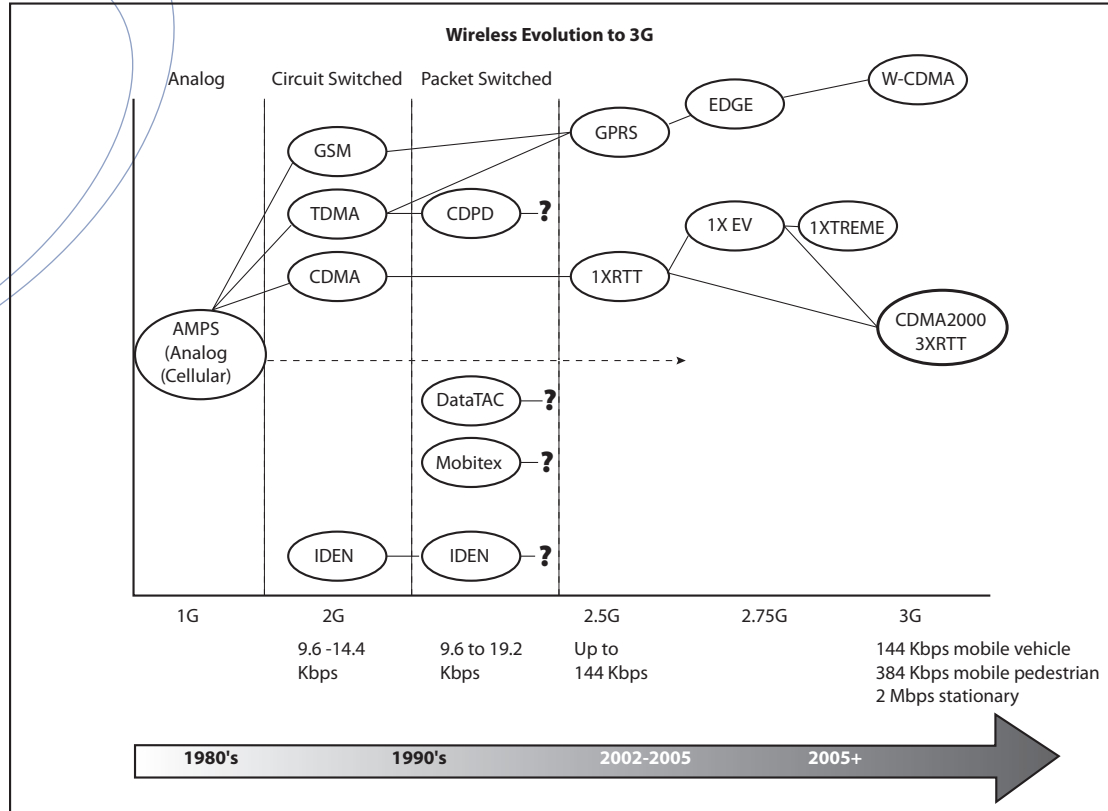 Wireless Evolution to 3G
Analog
Circuit Switched
Packet Switched
W-CDMA
EDGE
GPRS
GSM
TDMA
CDPD
?
1X EV
1XTREME
CDMA
1XRTT
CDMA2000
3XRTT
AMPS
(Analog
(Cellular)
DataTAC
?
Mobitex
?
IDEN
IDEN
?
1G
2G
2.5G
2.75G
3G
9.6 -14.4
Kbps
9.6 to 19.2
Kbps
Up to
144 Kbps
144 Kbps mobile vehicle
384 Kbps mobile pedestrian
2 Mbps stationary
1980's
1990's
2002-2005
2005+